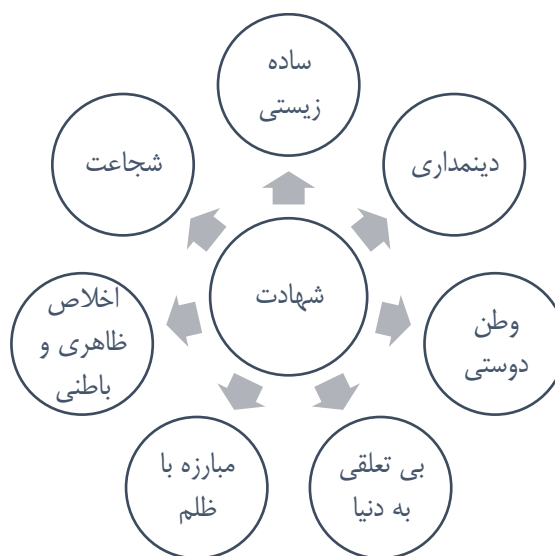 ساده
زیستی
دینمداری
وطن
دوستی
بی تعلقی
به دنیا
مبارزه با
ظلم
اخلاص
ظاهری و
باطنی
شجاعت
شهادت